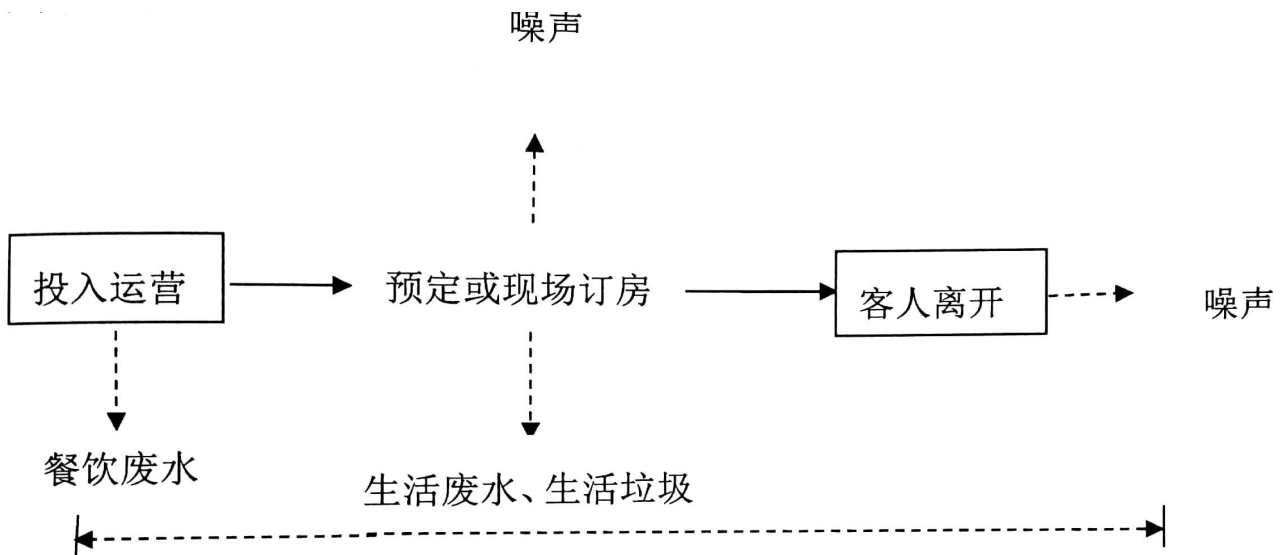 噪声
投入运营
预定或现场订房
客人离开
噪声
餐饮废水
生活废水、生活垃圾